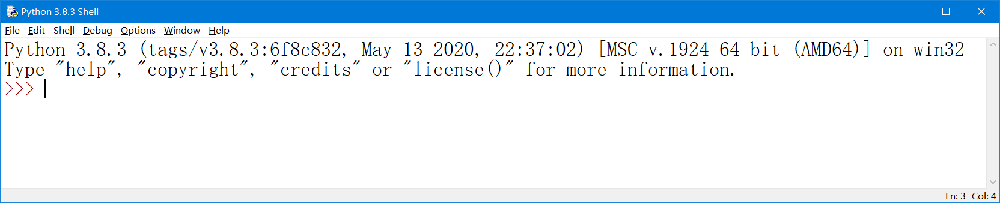 Python 3.8.3 Shell
File Edit Shell Debug Options Window Help
Python 3.8.3 (tags/v3.8.3:6f8c832, May 13 2020, 22:37:02) [MSC v.1924 64 bit (AMD64)] on win32
Type "help", "copyright", "credits" or "license()" for more information.
>>>
Ln: 3 Col: 4